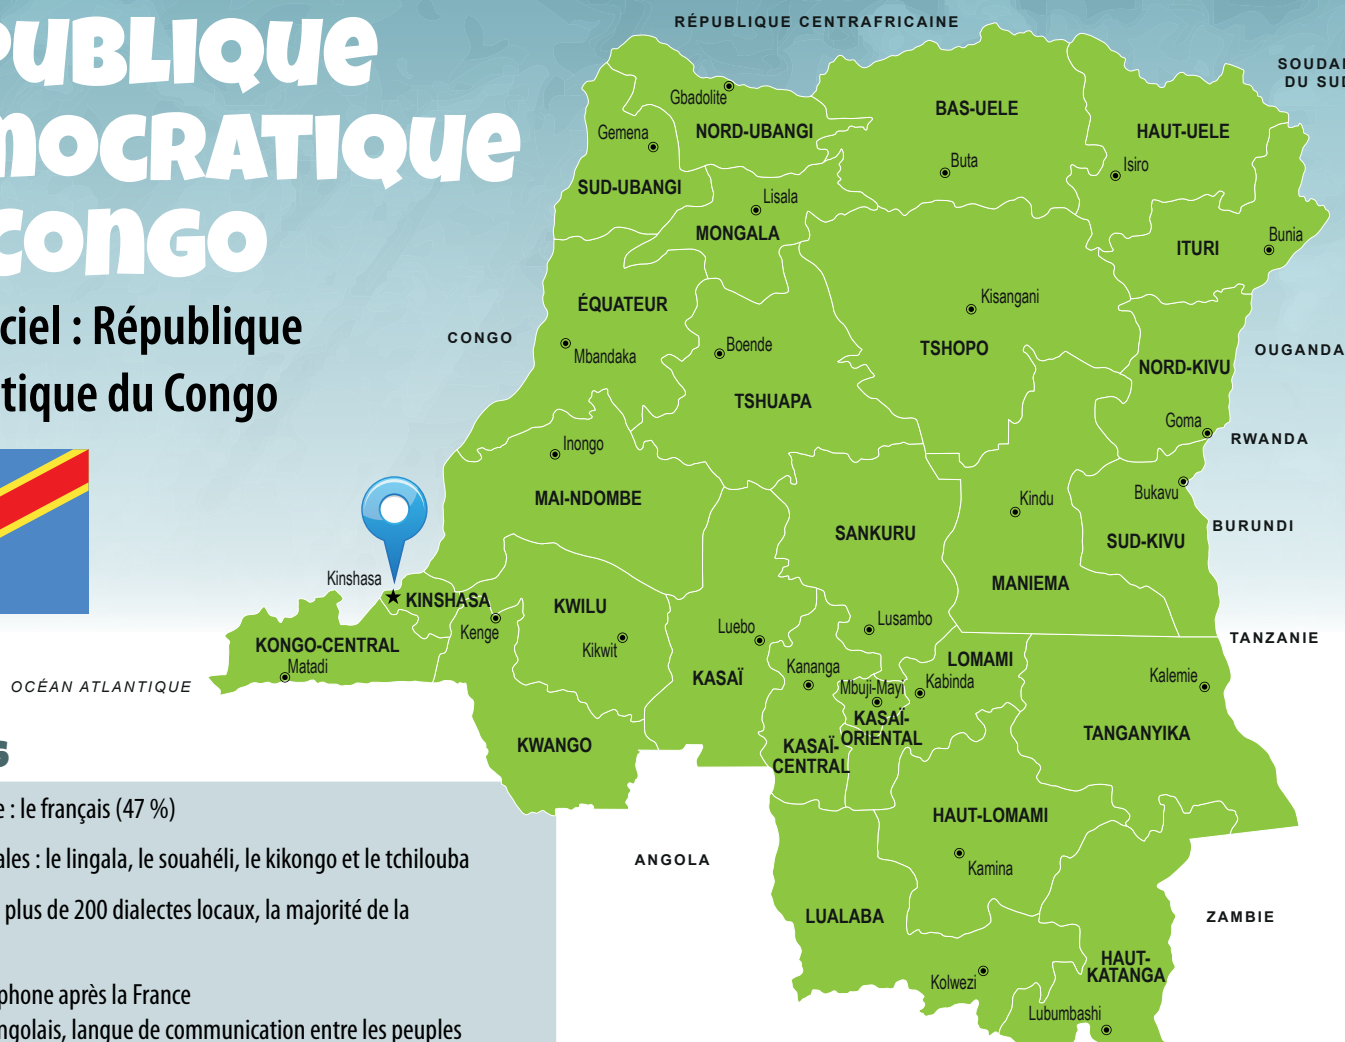 PUBLIQUE
MOCRATIQUE
CONGO
ciel : République
tique du Congo
RÉPUBLIQUE CENTRAFRICAINE
SOUDAN
DU SUD
CONGO
OUGANDA
RWANDA
BURUNDI
TANZANIE
ZAMBIE
ANGOLA
OCÉAN ATLANTIQUE
Gbadolite
NORD-UBANGI
Gemena
SUD-UBANGI
Lisala
MONGALA
BAS-UELE
Buta
HAUT-UELE
Isiro
ITURI
Bunia
ÉQUATEUR
Mbandaka
Boende
TSHUAPA
Kisangani
TSHOPO
NORD-KIVU
Goma
Inongo
MAI-NDOMBE
SANKURU
Lusambo
Kindu
MANIEMA
Bukavu
SUD-KIVU
Kinshasa
KINSHASA
KONGO-CENTRAL
Matadi
Kenge
KWILU
Kikwit
KWANGO
Luebo
KASAÏ
Kananga
KASAÏ-
CENTRAL
Mbuji-Mayi
KASAÏ-
ORIENTAL
LOMAMI
Kabinda
Kalemie
TANGANYIKA
HAUT-LOMAMI
Kamina
LUALABA
Kolwezi
HAUT-
KATANGA
Lubumbashi
s
e : le français (47 %)
ales : le lingala, le souahéli, le kikongo et le tchilouba
plus de 200 dialectes locaux, la majorité de la
phone après la France
ngolais, langue de communication entre les peuples